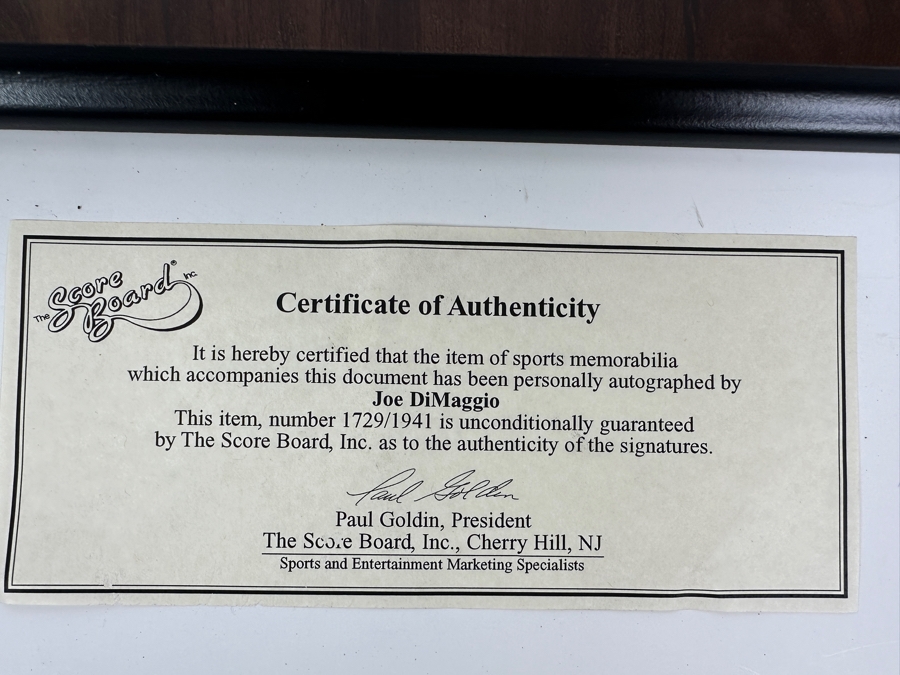 The Score Board® Inc.
Certificate of Authenticity
It is hereby certified that the item of sports memorabilia
which accompanies this document has been personally autographed by
Joe DiMaggio
This item, number 1729/1941 is unconditionally guaranteed
by The Score Board, Inc. as to the authenticity of the signatures.
Paul Goldin
Paul Goldin, President
The Score Board, Inc., Cherry Hill, NJ
Sports and Entertainment Marketing Specialists